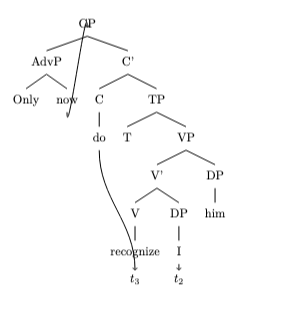 CP
AdvP C'
Only now C TP
do T VP
V' DP
V DP him
recognize I
t3 t2